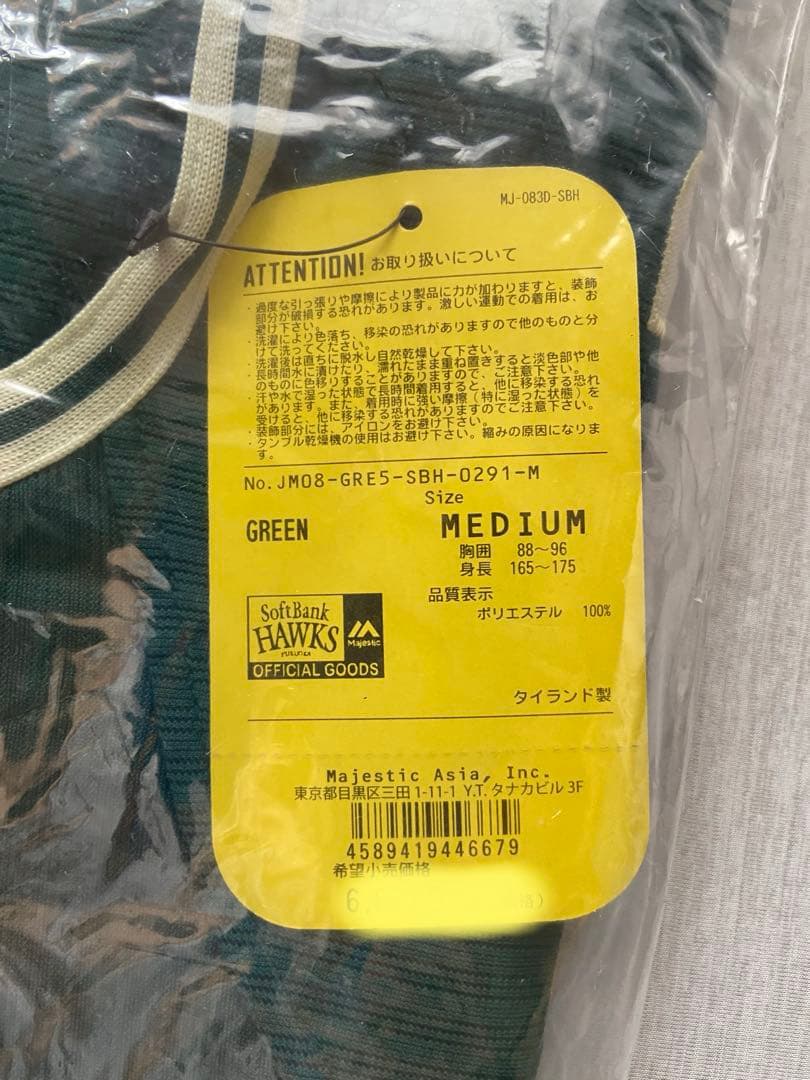 MJ-083D-SBH
ATTENTION! お取り扱いについて
・過度な引っ張りや摩擦により製品に力が加わりますと、装飾
部分が破損する恐れがあります。激しい運動での着用は、お
避け下さい。
・洗濯により色落ち、移染の恐れがありますので他のものと分
けて洗ってください。
・洗濯後は直ちに脱水し自然乾燥して下さい。
・長時間水に漬けたり、濡れたまま重ね置きすると淡色部や他
のものに色移りすることがありますので、ご注意下さい。
・汗や水で湿った状態で長時間着用すると、他に移染する恐れ
があります。また、着用時に強い摩擦（特に湿った状態）を
受けると、他に移染する恐れがありますのでご注意下さい。
・装飾部分には、アイロンをお避け下さい。
・タンブル乾燥機の使用はお避け下さい。縮みの原因になりま
す。
No.JM08-GRE5-SBH-0291-M
Size
GREEN MEDIUM
胸囲 88～96
身長 165～175
品質表示
ポリエステル 100%
SoftBank
HAWKS
FUKUOKA
Majestic
OFFICIAL GOODS
タイランド製
Majestic Asia, Inc.
東京都目黒区三田 1-11-1 Y.T. タナカビル 3F
4589419446679
希望小売価格
6, 格）